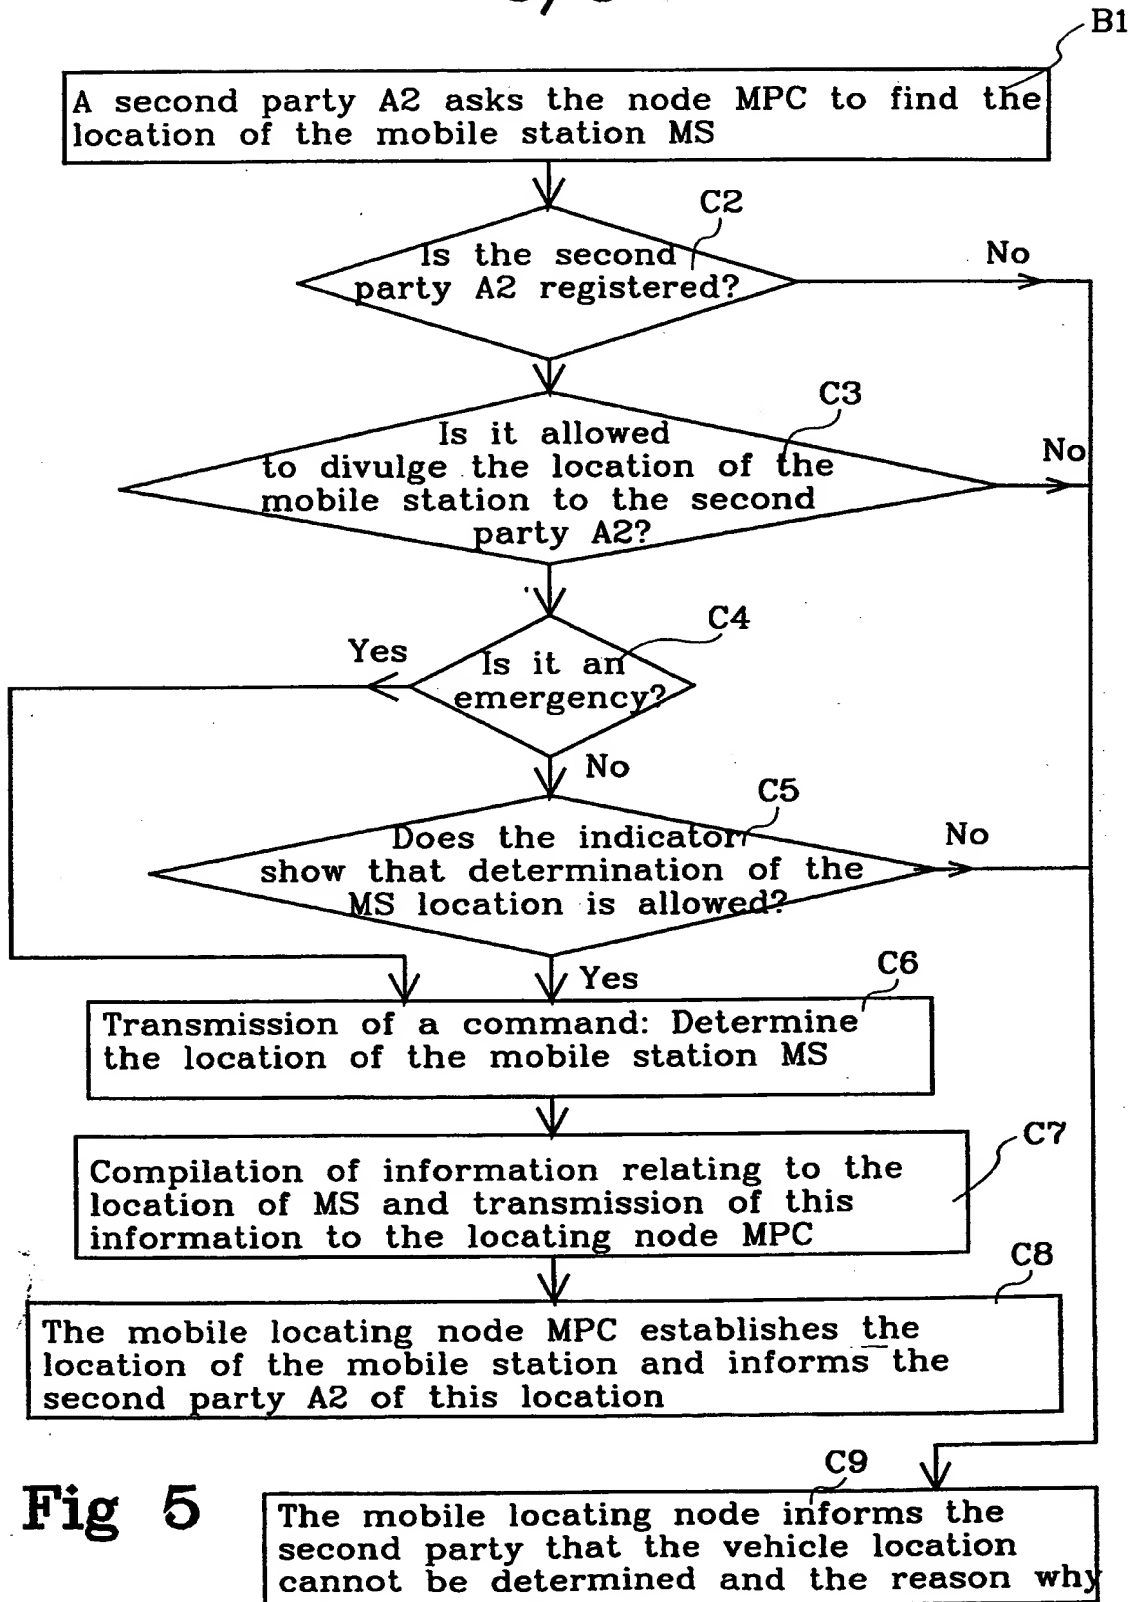 B1
A second party A2 asks the node MPC to find the
location of the mobile station MS
C2
Is the second
party A2 registered?
No
C3
Is it allowed
to divulge the location of the
mobile station to the second
party A2?
No
C4
Yes
Is it an
emergency?
No
C5
Does the indicator
show that determination of the
MS location is allowed?
No
Yes
C6
Transmission of a command: Determine
the location of the mobile station MS
C7
Compilation of information relating to the
location of MS and transmission of this
information to the locating node MPC
C8
The mobile locating node MPC establishes the
location of the mobile station and informs the
second party A2 of this location
C9
Fig 5
The mobile locating node informs the
second party that the vehicle location
cannot be determined and the reason why